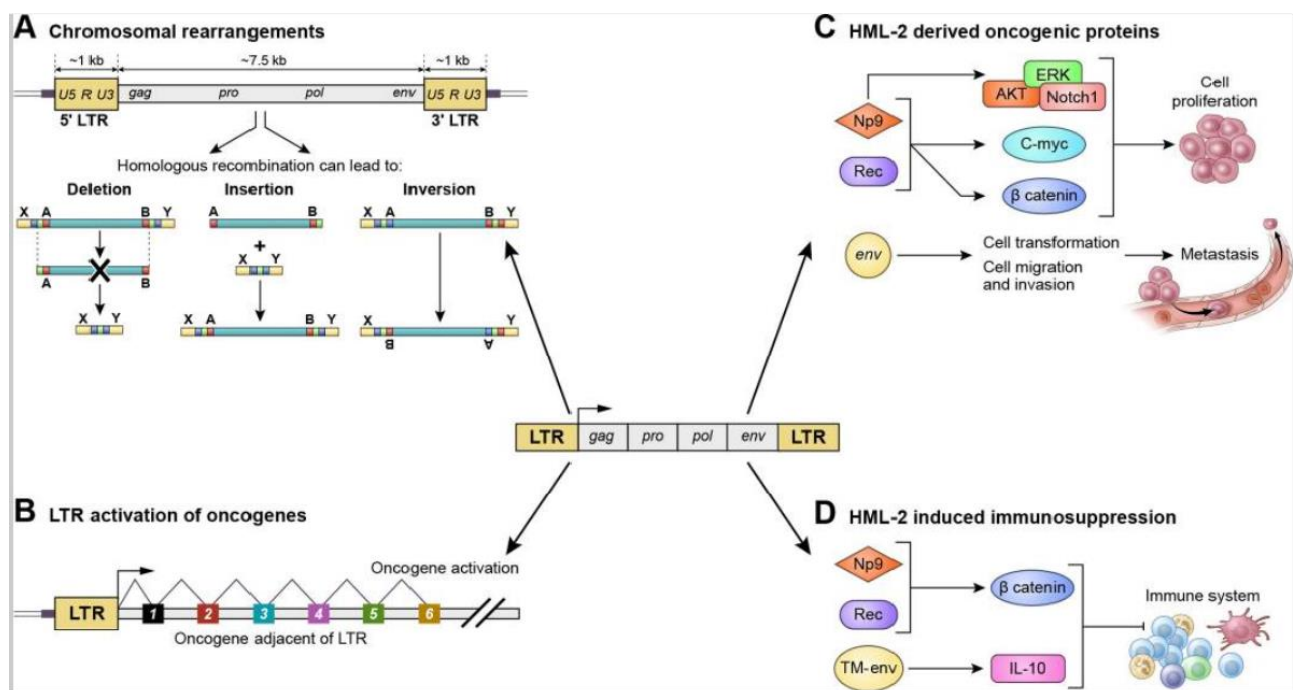 A Chromosomal rearrangements
~1 kb ~7.5 kb ~1 kb
U5 R U3 gag pro pol env U5 R U3
5' LTR 3' LTR
Homologous recombination can lead to:
Deletion Insertion Inversion
X A B Y A B X A B Y
+
X Y
A B
X Y X A B Y X Y
B A
B LTR activation of oncogenes
Oncogene activation
LTR 1 2 3 4 5 6
Oncogene adjacent of LTR
LTR gag pro pol env LTR
C HML-2 derived oncogenic proteins
ERK
AKT Notch1
Np9
Rec
C-myc
β catenin
Cell
proliferation
env
Cell transformation
Cell migration
and invasion
Metastasis
D HML-2 induced immunosuppression
Np9
Rec
β catenin
TM-env IL-10
Immune system